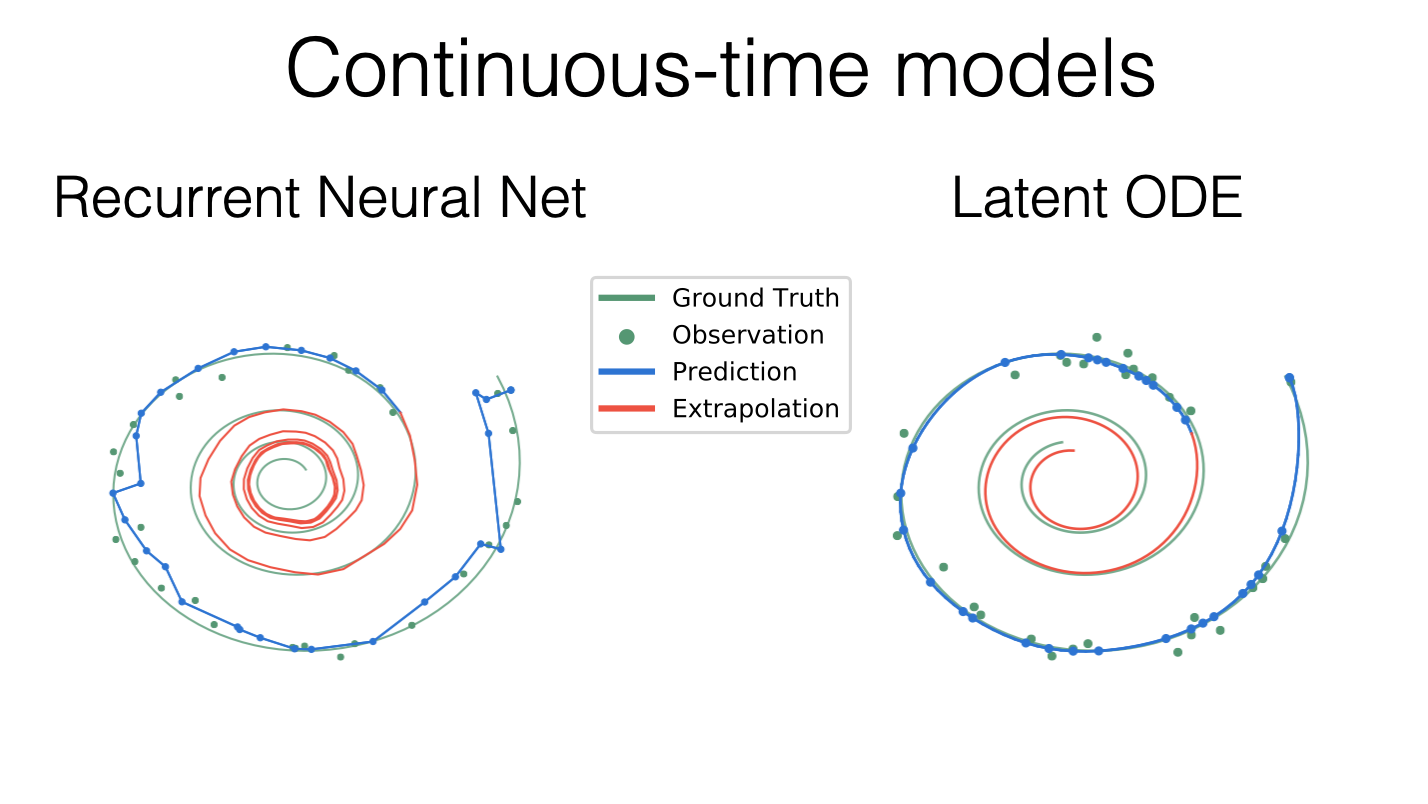 Continuous-time models
Recurrent Neural Net
Latent ODE
Ground Truth
Observation
Prediction
Extrapolation